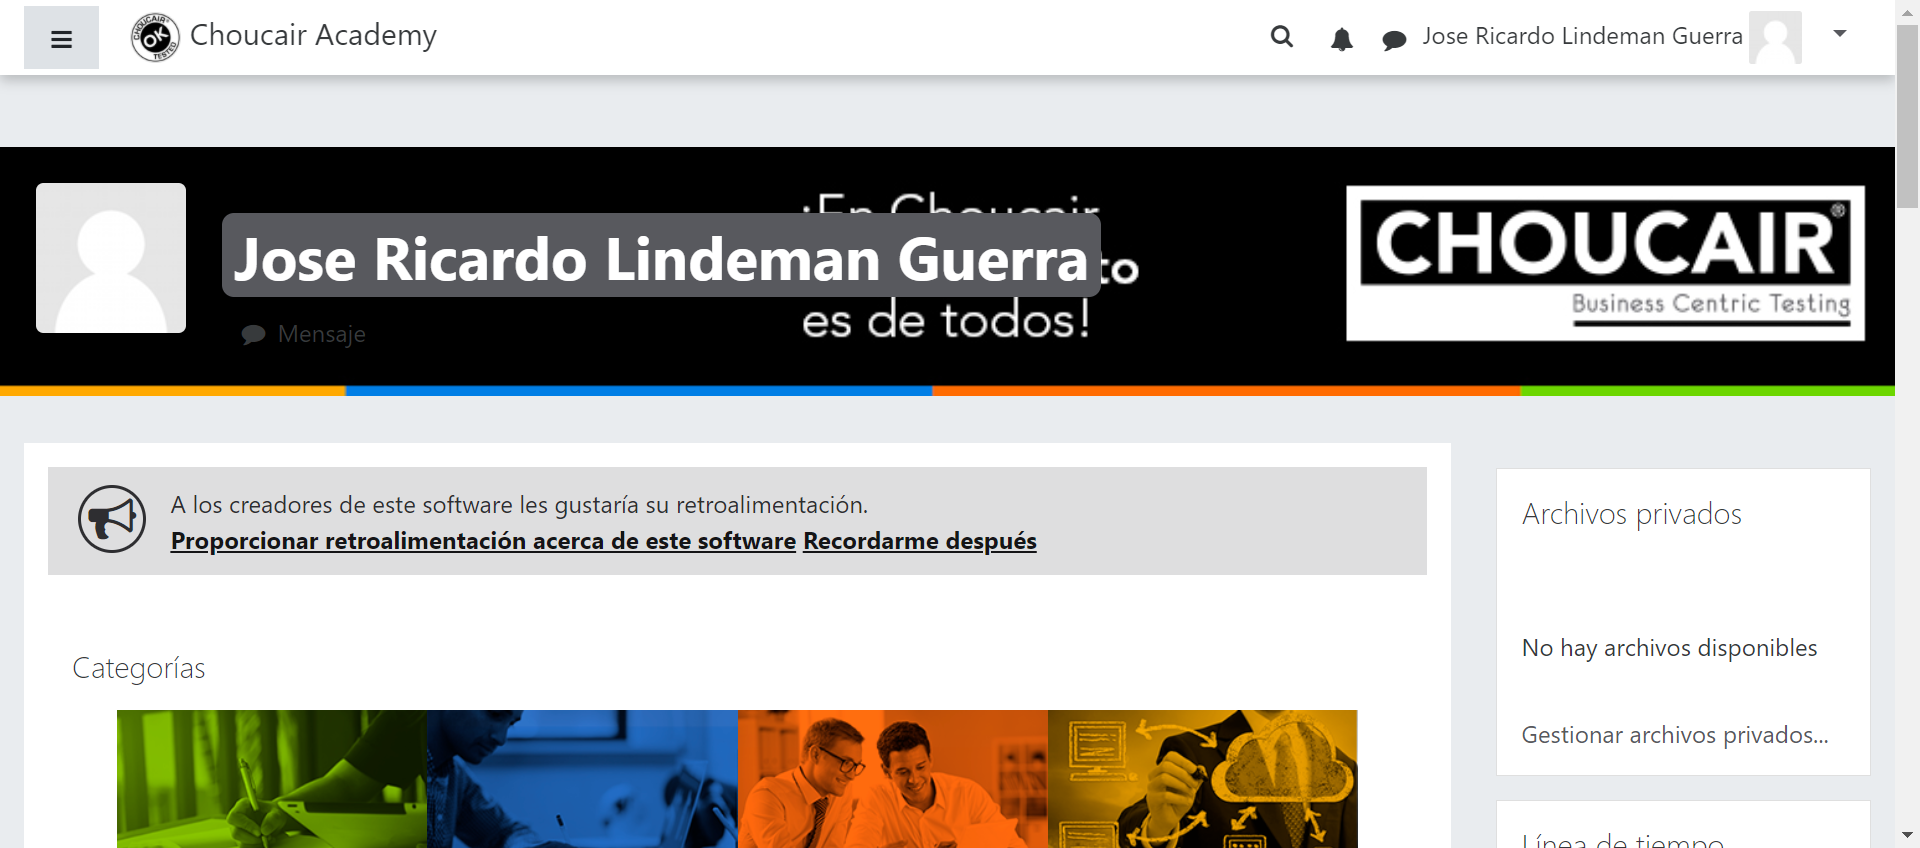 Choucair Academy
CHOUCAIR
OK
TESTED
Jose Ricardo Lindeman Guerra
Jose Ricardo Lindeman Guerra
to
es de todos!
Mensaje
CHOUCAIR®
Business Centric Testing
A los creadores de este software les gustaría su retroalimentación.
Proporcionar retroalimentación acerca de este software Recordarme después
Categorías
Archivos privados
No hay archivos disponibles
Gestionar archivos privados...
Línea de tiempo